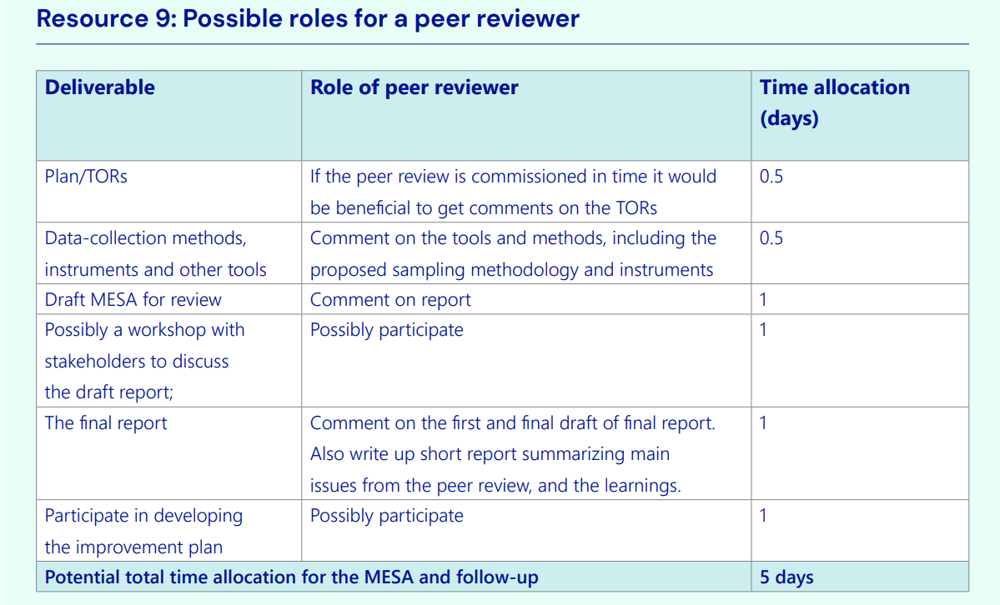 Resource 9: Possible roles for a peer reviewer
Deliverable
Role of peer reviewer
Time allocation
(days)
Plan/TORs
If the peer review is commissioned in time it would
be beneficial to get comments on the TORs
0.5
Data-collection methods,
instruments and other tools
Comment on the tools and methods, including the
proposed sampling methodology and instruments
0.5
Draft MESA for review
Comment on report
1
Possibly a workshop with
stakeholders to discuss
the draft report;
Possibly participate
1
The final report
Comment on the first and final draft of final report.
Also write up short report summarizing main
issues from the peer review, and the learnings.
1
Participate in developing
the improvement plan
Possibly participate
1
Potential total time allocation for the MESA and follow-up
5 days